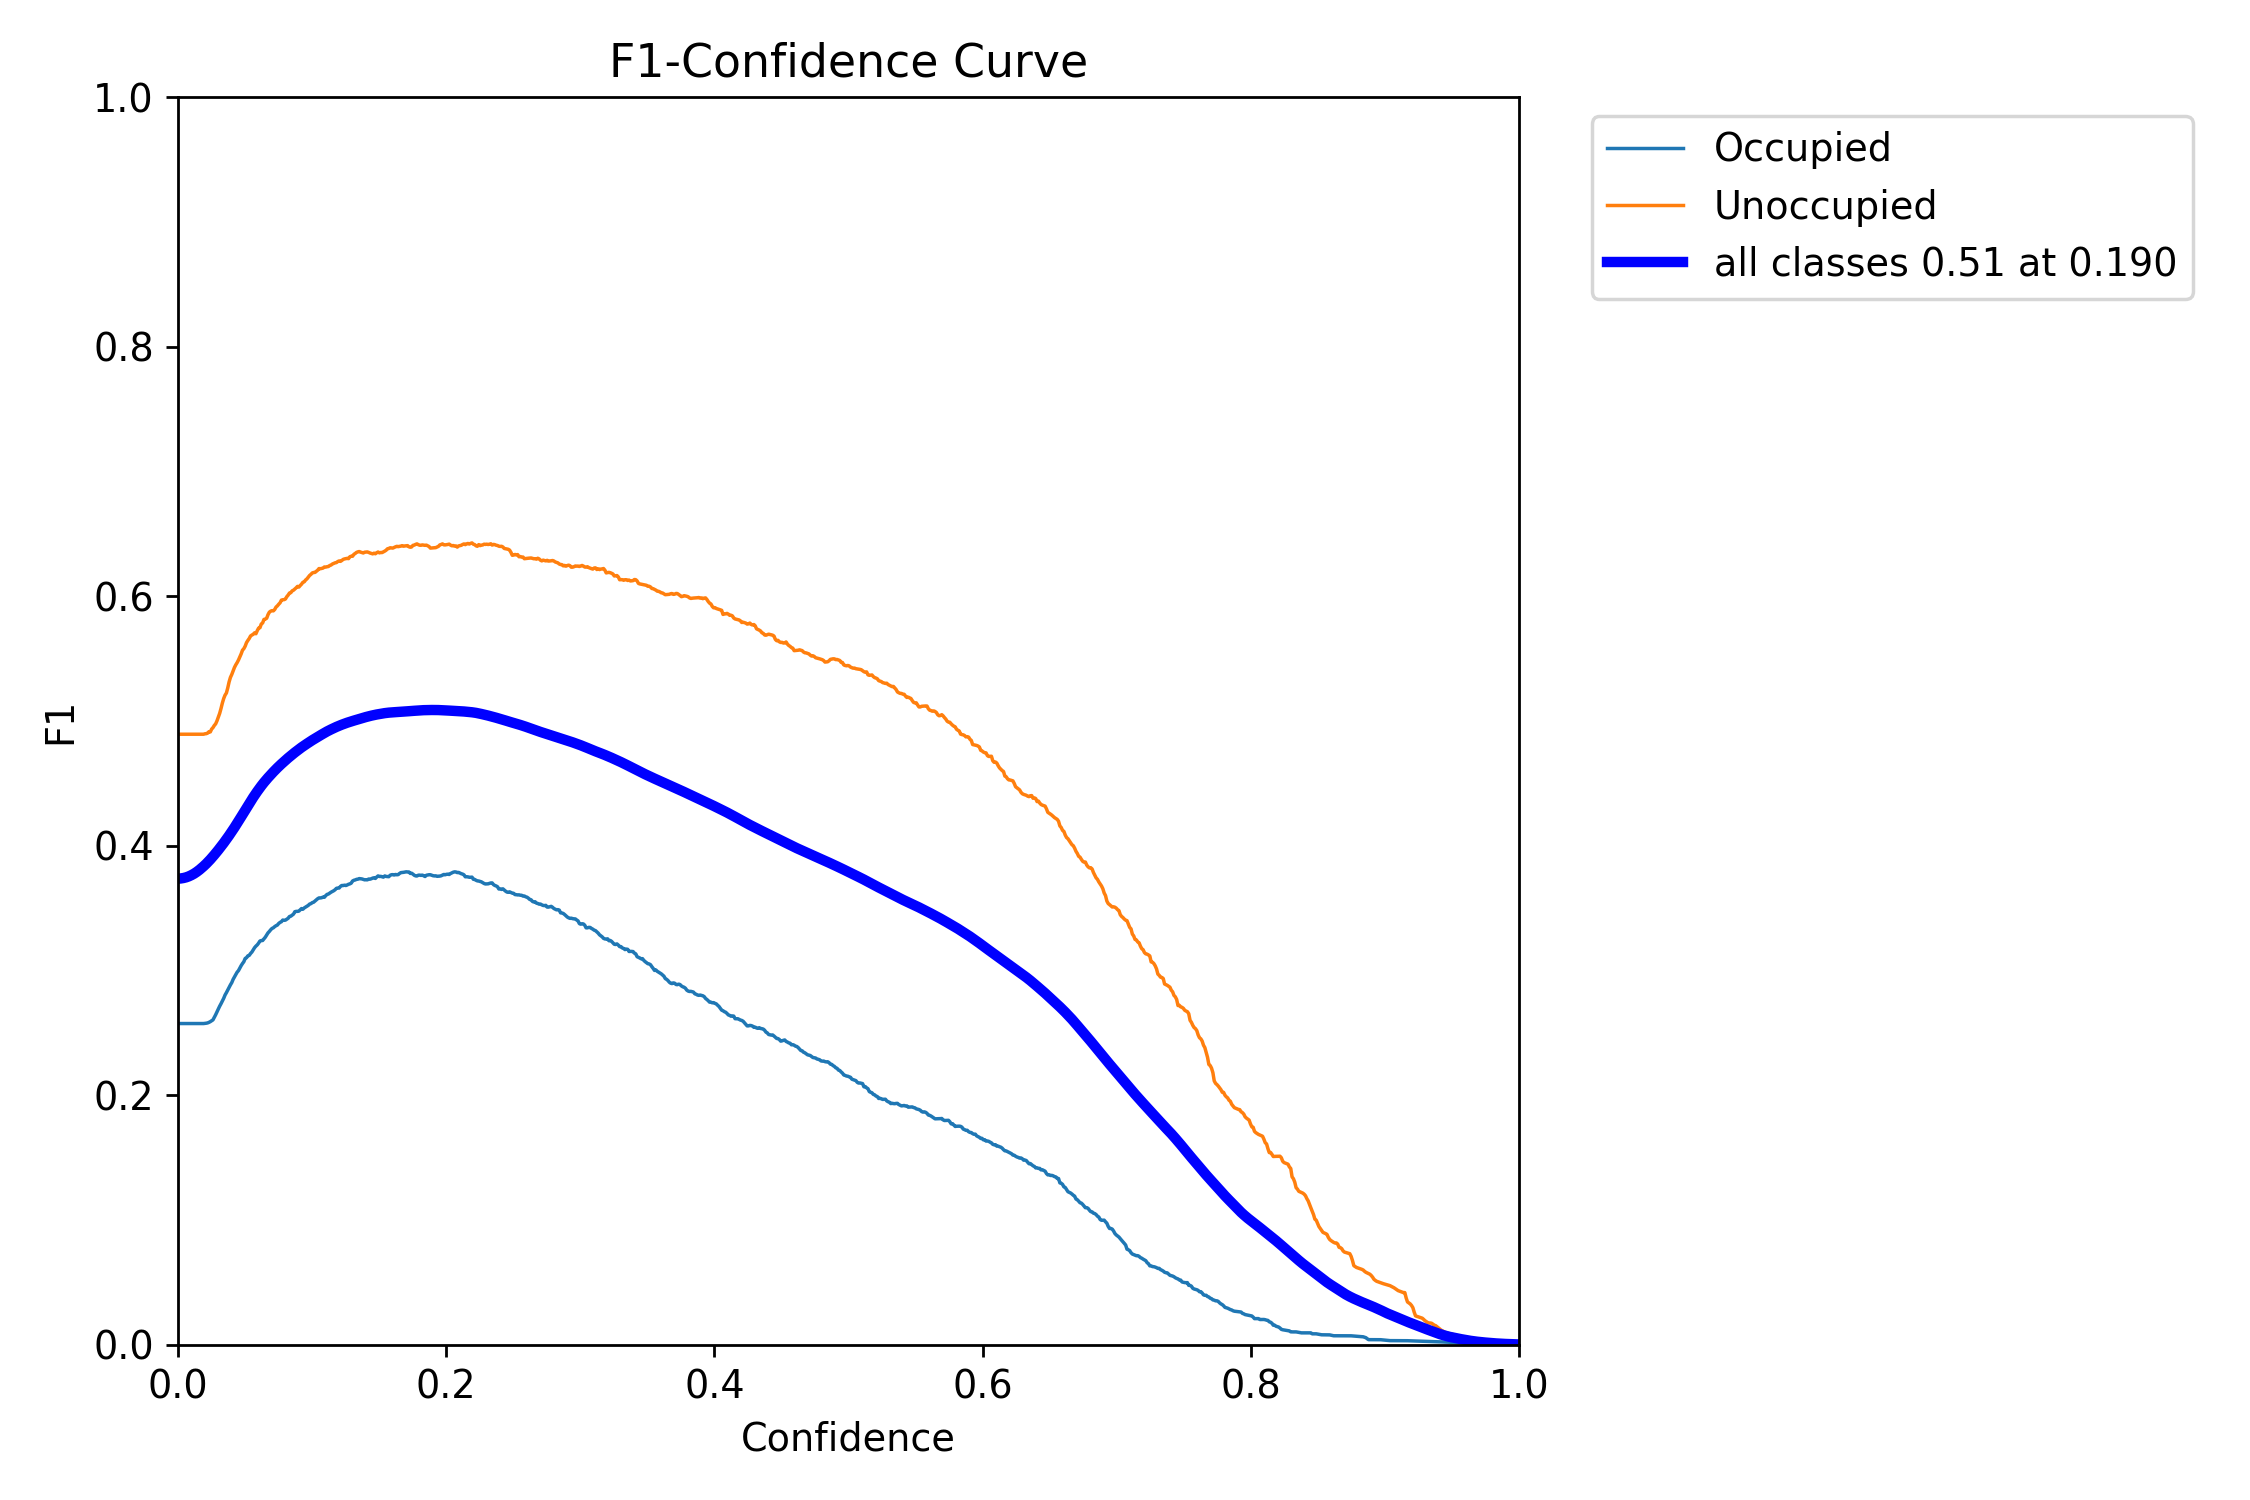 F1-Confidence Curve
1.0
0.8
0.6
0.4
0.2
0.0
F1
0.0 0.2 0.4 0.6 0.8 1.0
Confidence
Occupied
Unoccupied
all classes 0.51 at 0.190